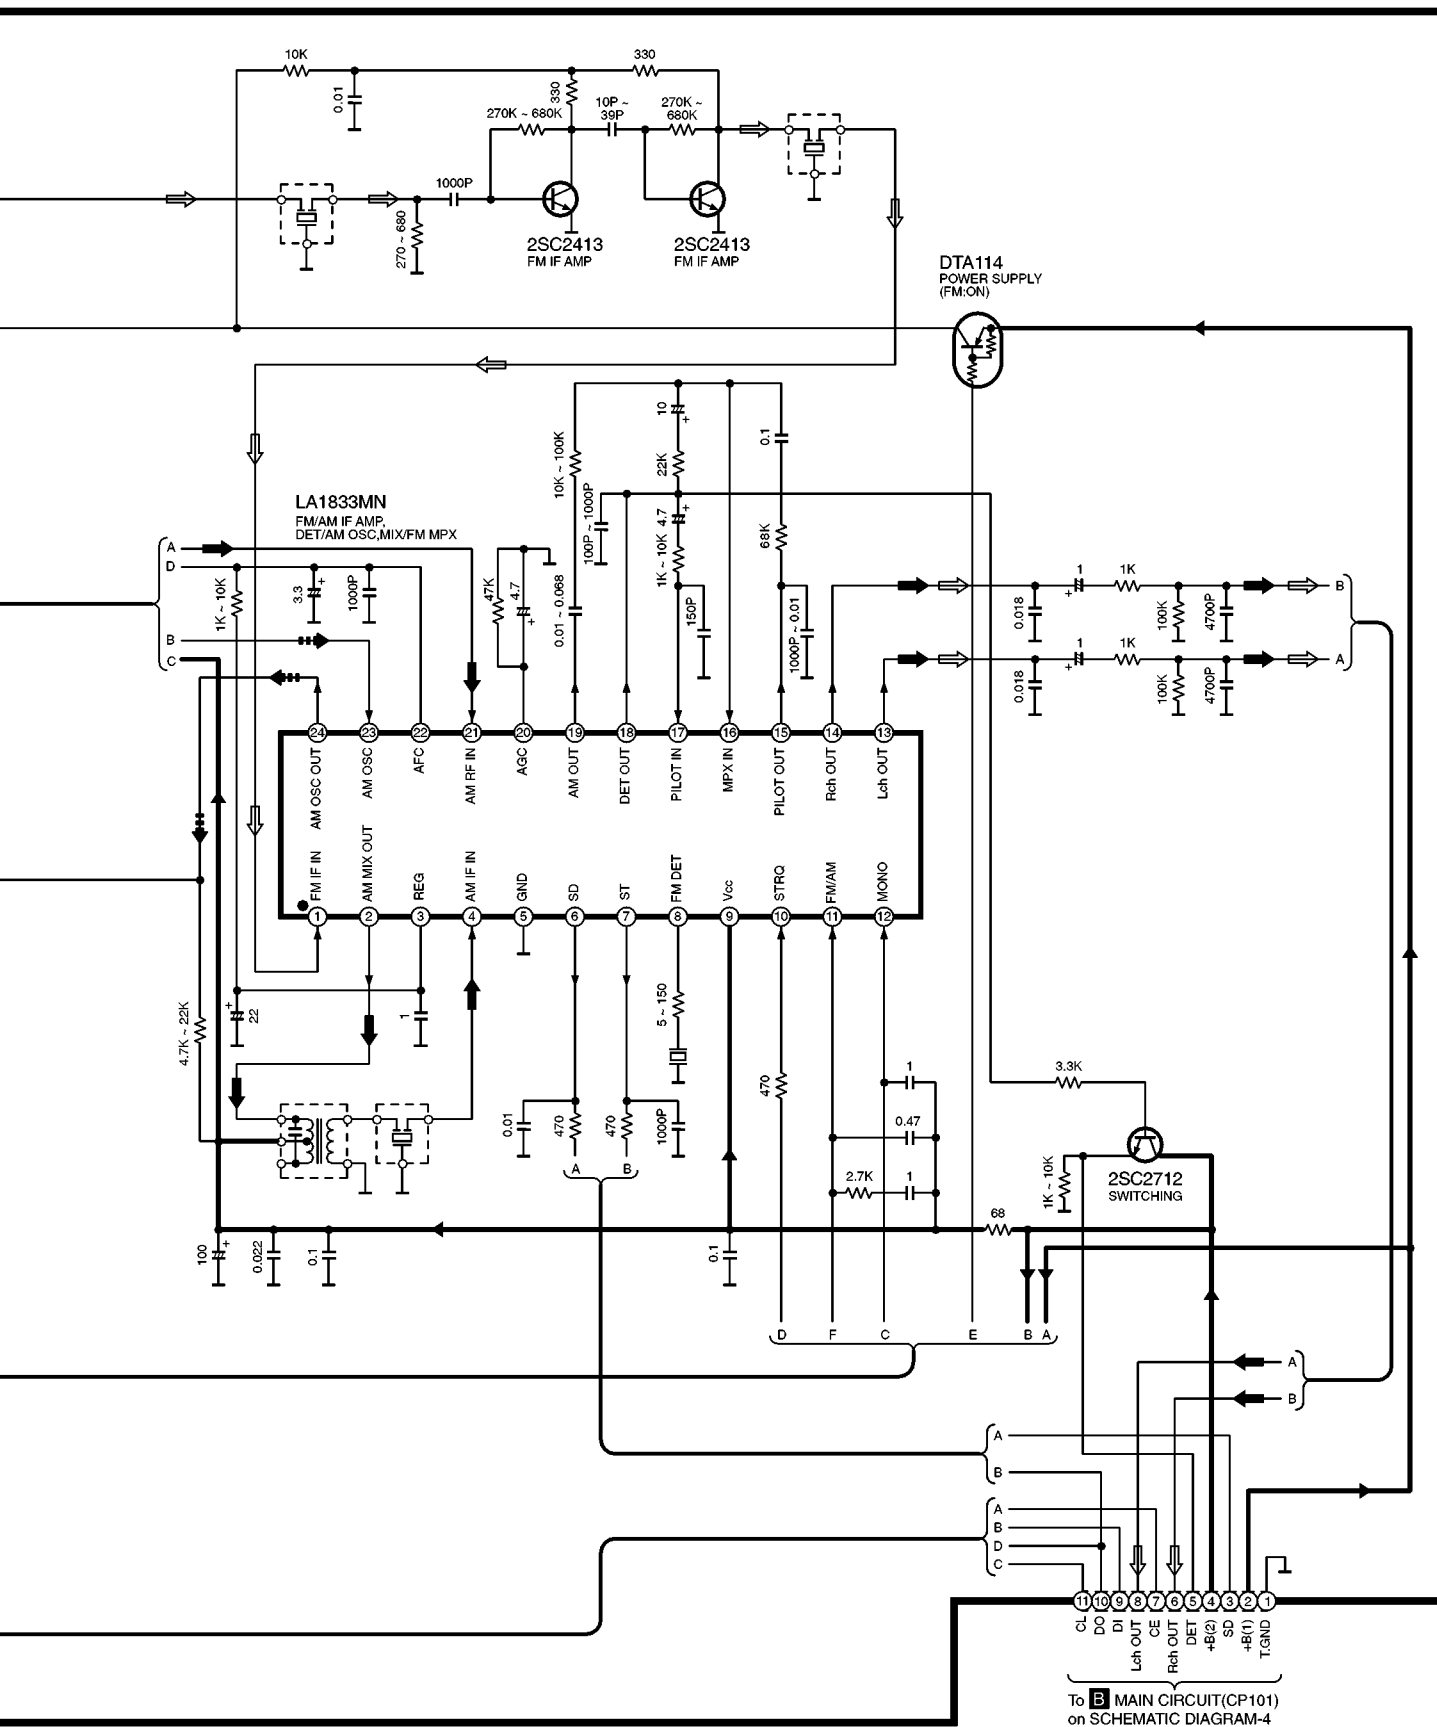 10K
330
0.01
330
270K ~ 680K
10P ~
39P
270K ~
680K
1000P
270 ~ 680
2SC2413
FM IF AMP
2SC2413
FM IF AMP
DTA114
POWER SUPPLY
(FM:ON)
10
0.1
10K ~ 100K
22K
100P ~ 1000P
4.7
68K
LA1833MN
FM/AM IF AMP,
DET/AM OSC,MIX/FM MPX
A
D
B
C
1K ~ 10K
3.3
+
1000P
47K
4.7
+
0.01 ~ 0.068
1K ~ 10K
150P
1000P ~ 0.01
0.018
1
+
1K
100K
4700P
B
0.018
1
+
1K
100K
4700P
A
24 23 22 21 20 19 18 17 16 15 14 13
AM OSC OUT
AM OSC
AFC
AM RF IN
AGC
AM OUT
DET OUT
PILOT IN
MPX IN
PILOT OUT
Rch OUT
Lch OUT
FM IF IN
AM MIX OUT
REG
AM IF IN
GND
SD
ST
FM DET
Vcc
STRQ
FM/AM
MONO
1 2 3 4 5 6 7 8 9 10 11 12
4.7K ~ 22K
+
22
1
5 ~ 150
470
1
0.47
2.7K
1
3.3K
0.01
470
470
1000P
A B
1K ~ 10K
2SC2712
SWITCHING
68
100
+
0.022
0.1
0.1
D F C E B A
A
B
A
B
A
B
D
C
11 10 9 8 7 6 5 4 3 2 1
CL
DO
DI
Lch OUT
CE
Rch OUT
DET
+B(2)
SD
+B(1)
T.GND
To B MAIN CIRCUIT(CP101)
on SCHEMATIC DIAGRAM-4